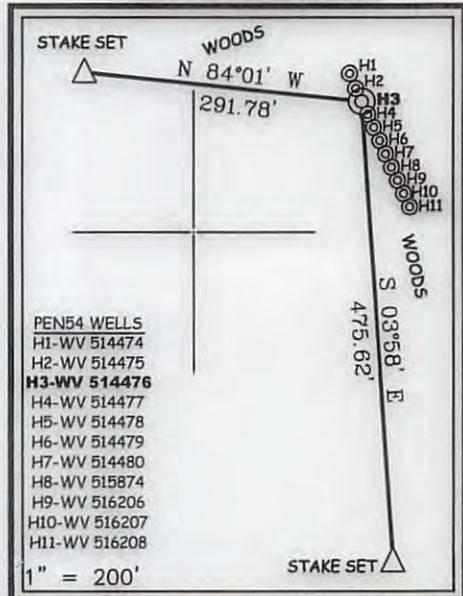 WOODS
STAKE SET
N 84°01' W
291.78'
H1
H2
H3
H4
H5
H6
H7
H8
H9
H10
H11
WOODS
S 03°58' E
475.62'
PEN54 WELLS
H1-WV 514474
H2-WV 514475
H3-WV 514476
H4-WV 514477
H5-WV 514478
H6-WV 514479
H7-WV 514480
H8-WV 515874
H9-WV 516206
H10-WV 516207
H11-WV 516208
STAKE SET
1" = 200'